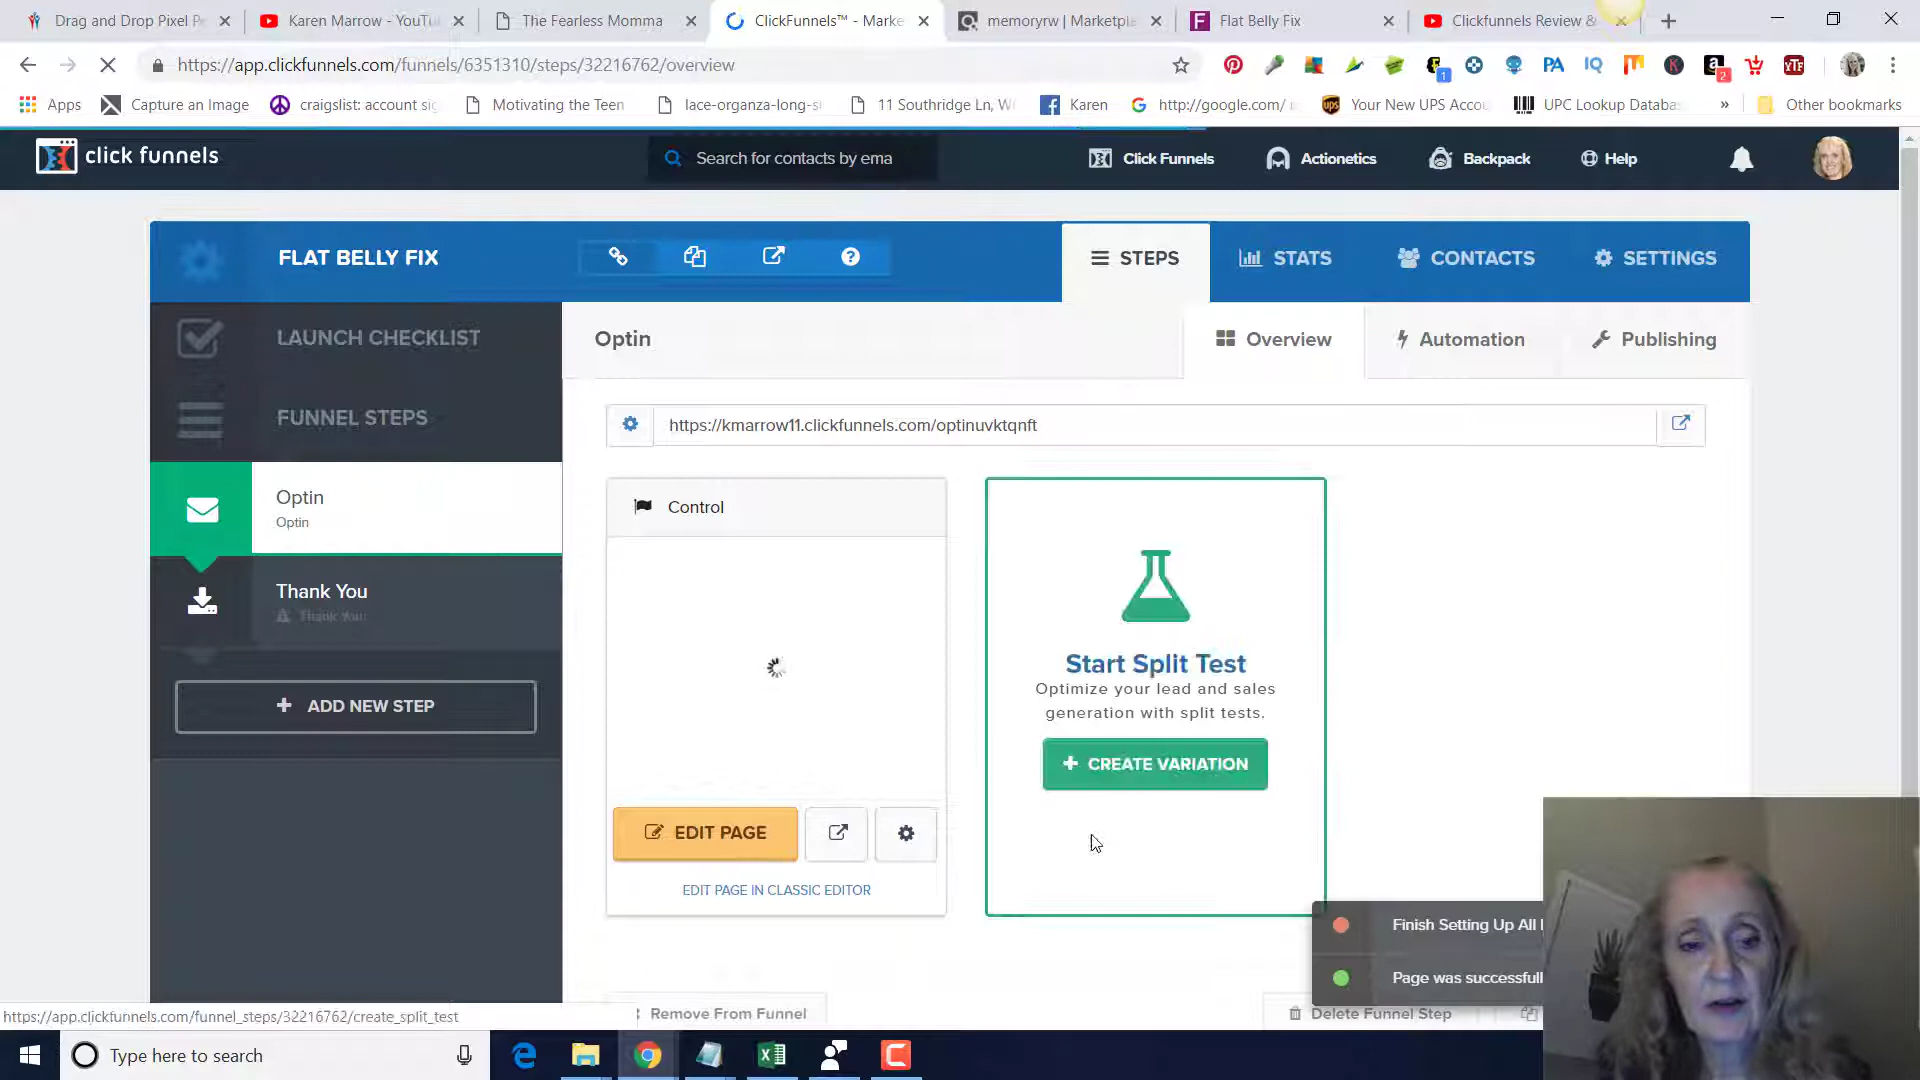 Drag and Drop Pixel Pe
Karen Marrow - YouTu
The Fearless Momma
ClickFunnels™ - Marke
memoryrw | Marketpla
Flat Belly Fix
Clickfunnels Review &
https://app.clickfunnels.com/funnels/6351310/steps/32216762/overview
Apps
Capture an Image
craigslist: account sig
Motivating the Teen
lace-organza-long-sl
11 Southridge Ln, W
Karen
http://google.com/
Your New UPS Accou
UPC Lookup Databas
»
Other bookmarks
click funnels
Search for contacts by ema
Click Funnels
Actionetics
Backpack
Help
FLAT BELLY FIX
STEPS
STATS
CONTACTS
SETTINGS
LAUNCH CHECKLIST
Optin
Overview
Automation
Publishing
FUNNEL STEPS
https://kmarrow11.clickfunnels.com/optinuvktqnft
Optin
Optin
Control
Thank You
Thank You
Start Split Test
Optimize your lead and sales
generation with split tests.
+ ADD NEW STEP
+ CREATE VARIATION
EDIT PAGE
EDIT PAGE IN CLASSIC EDITOR
Finish Setting Up All
Page was successful
Remove From Funnel
Delete Funnel Step
https://app.clickfunnels.com/funnel_steps/32216762/create_split_test
Type here to search